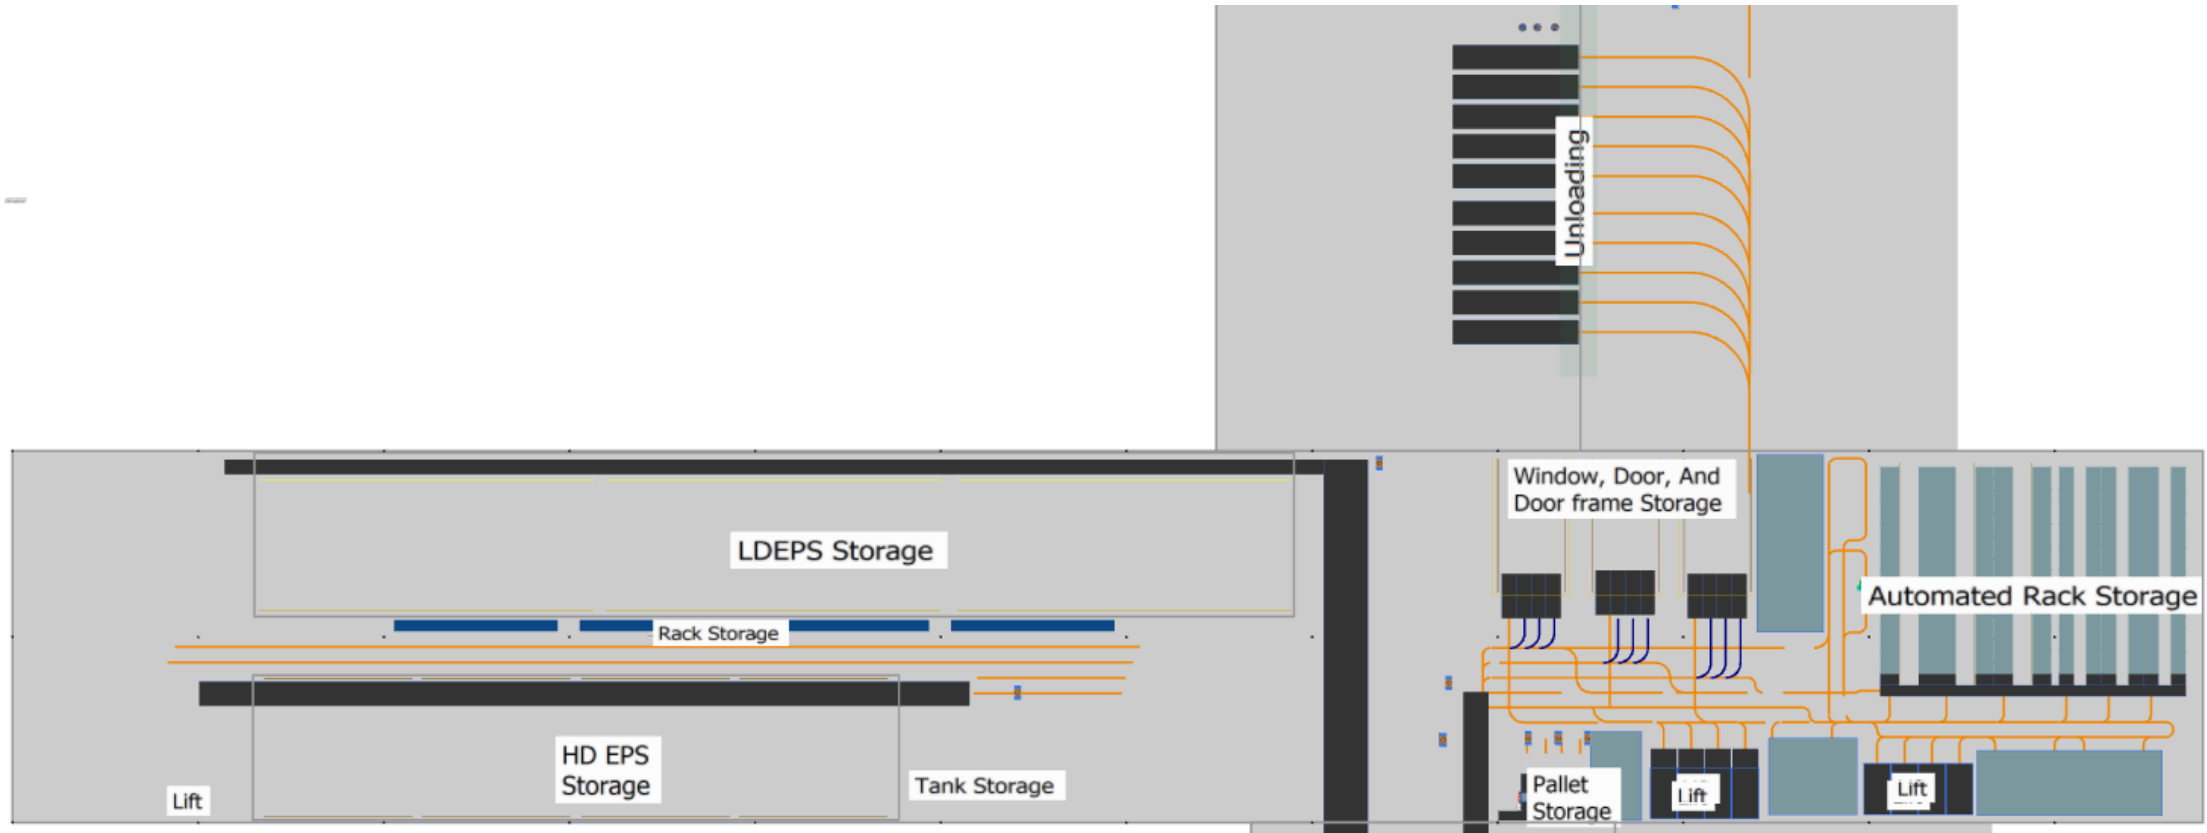 Unloading
Window, Door, And
Door frame Storage
LDEPS Storage
Automated Rack Storage
Rack Storage
HD EPS
Storage
Tank Storage
Lift
Pallet
Storage
Lift
Lift